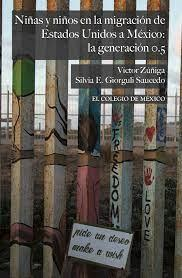 Niñas y niños en la migración de
Estados Unidos a México:
la generación 0.5
Víctor Zúñiga
Silvia E. Giorguli Saucedo
EL COLEGIO DE MÉXICO
FREEDOM
LOVE
pide un deseo
make a wish